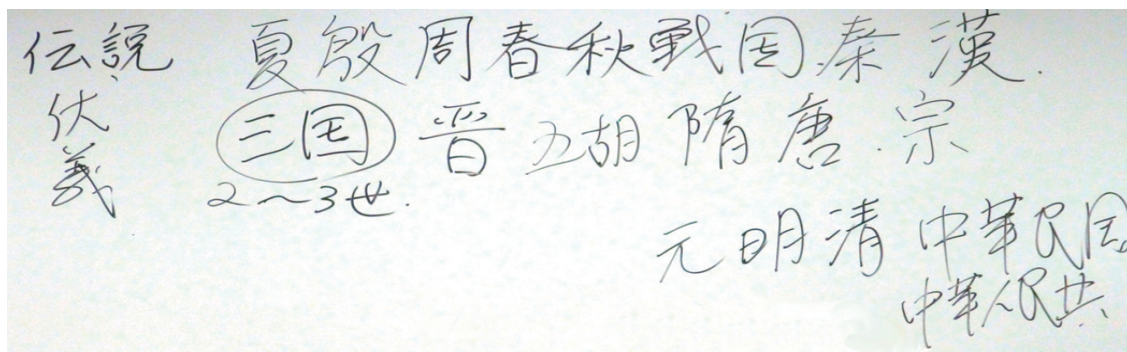 伝説 夏殷周春秋戦国.秦漢.
伏義 三国 晋五胡隋唐.宗
2〜3世.
元明清 中華民国
中華人民共